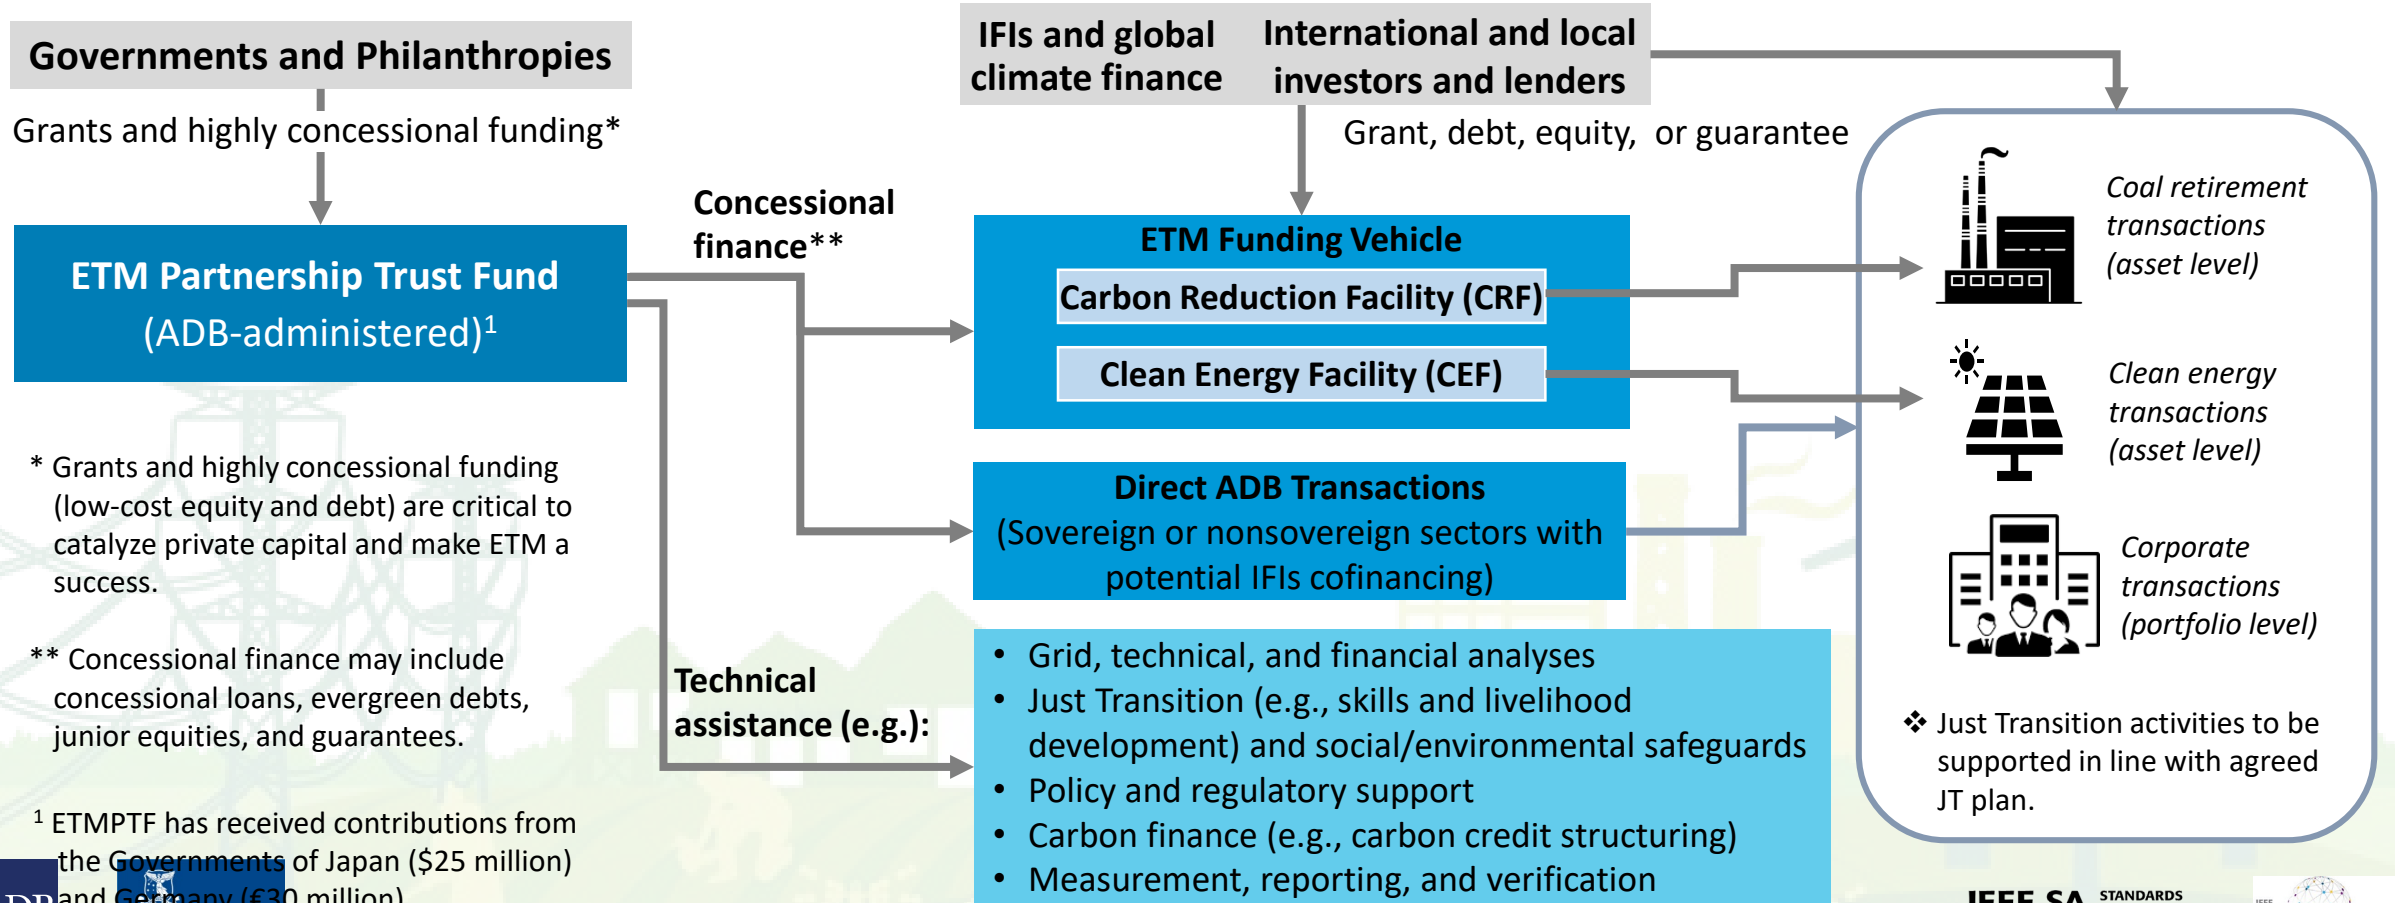 Governments and Philanthropies
Grants and highly concessional funding*
ETM Partnership Trust Fund
(ADB-administered)¹
* Grants and highly concessional funding
(low-cost equity and debt) are critical to
catalyze private capital and make ETM a
success.
** Concessional finance may include
concessional loans, evergreen debts,
junior equities, and guarantees.
¹ ETMPTF has received contributions from
the Governments of Japan ($25 million)
and Germany (€30 million)
Concessional
finance**
Technical
assistance (e.g.):
IFIs and global
climate finance
International and local
investors and lenders
Grant, debt, equity, or guarantee
ETM Funding Vehicle
Carbon Reduction Facility (CRF)
Clean Energy Facility (CEF)
Direct ADB Transactions
(Sovereign or nonsovereign sectors with
potential IFIs cofinancing)
• Grid, technical, and financial analyses
• Just Transition (e.g., skills and livelihood
development) and social/environmental safeguards
• Policy and regulatory support
• Carbon finance (e.g., carbon credit structuring)
• Measurement, reporting, and verification
Coal retirement
transactions
(asset level)
Clean energy
transactions
(asset level)
Corporate
transactions
(portfolio level)
❖ Just Transition activities to be
supported in line with agreed
JT plan.
IEEE SA STANDARDS
IEEE